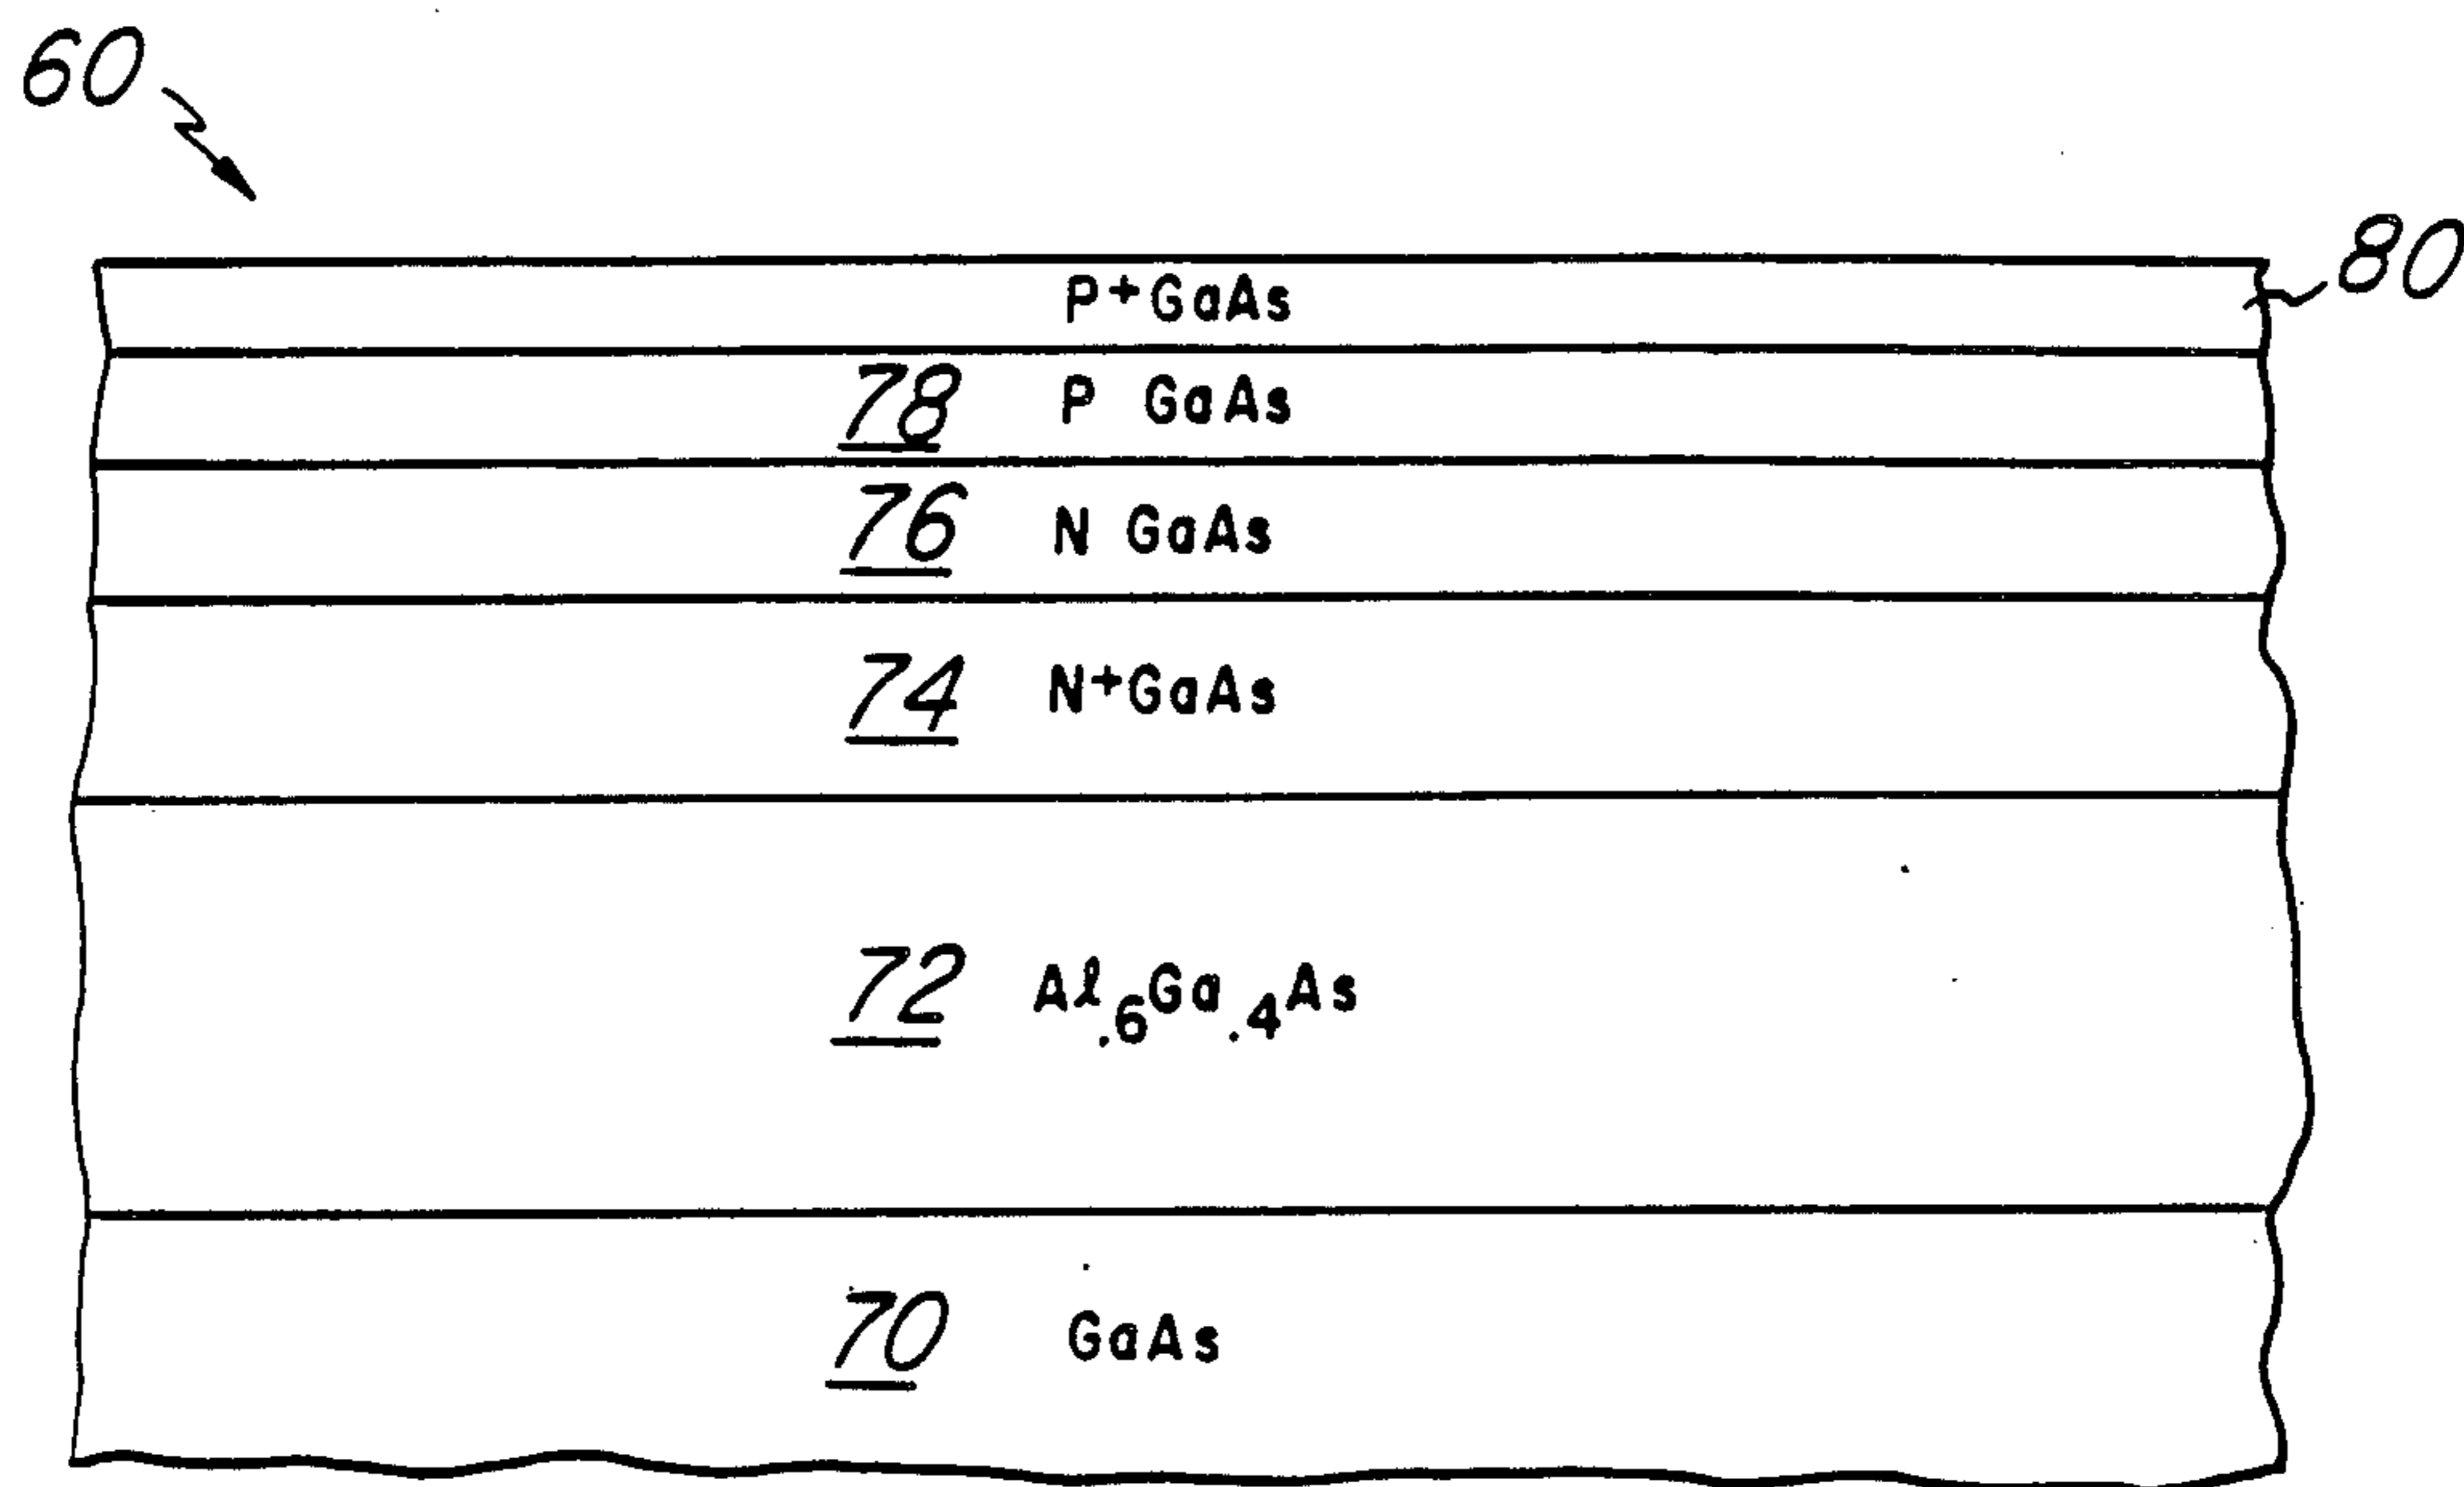 60
P+GaAs
80
78 P GaAs
76 N GaAs
74 N+GaAs
72 Al.6Ga.4As
70 GaAs